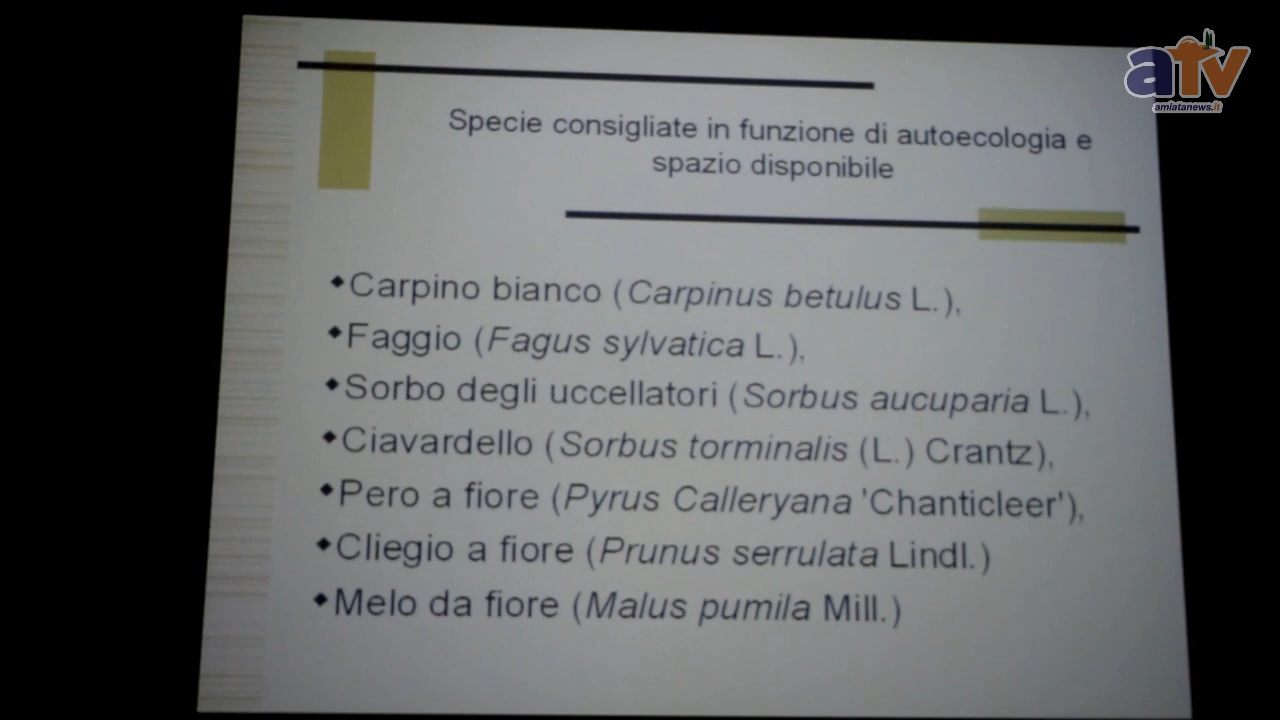 aTv
amiatanews.it
Specie consigliate in funzione di autoecologia e
spazio disponibile
◆Carpino bianco (Carpinus betulus L.),
◆Faggio (Fagus sylvatica L.),
◆Sorbo degli uccellatori (Sorbus aucuparia L.),
◆Ciavardello (Sorbus torminalis (L.) Crantz),
◆Pero a fiore (Pyrus Calleryana 'Chanticleer'),
◆Cliegio a fiore (Prunus serrulata Lindl.)
◆Melo da fiore (Malus pumila Mill.)